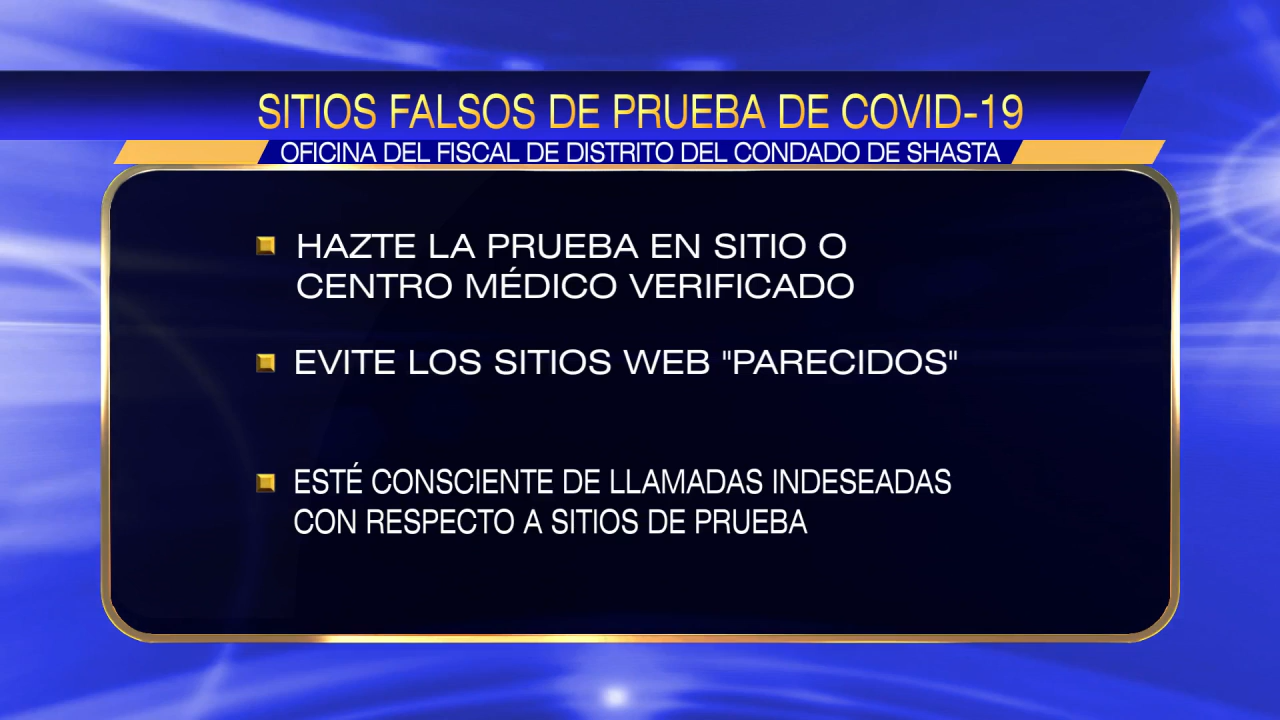 SITIOS FALSOS DE PRUEBA DE COVID-19
OFICINA DEL FISCAL DE DISTRITO DEL CONDADO DE SHASTA
HAZTE LA PRUEBA EN SITIO O
CENTRO MÉDICO VERIFICADO
EVITE LOS SITIOS WEB "PARECIDOS"
ESTÉ CONSCIENTE DE LLAMADAS INDESEADAS
CON RESPECTO A SITIOS DE PRUEBA